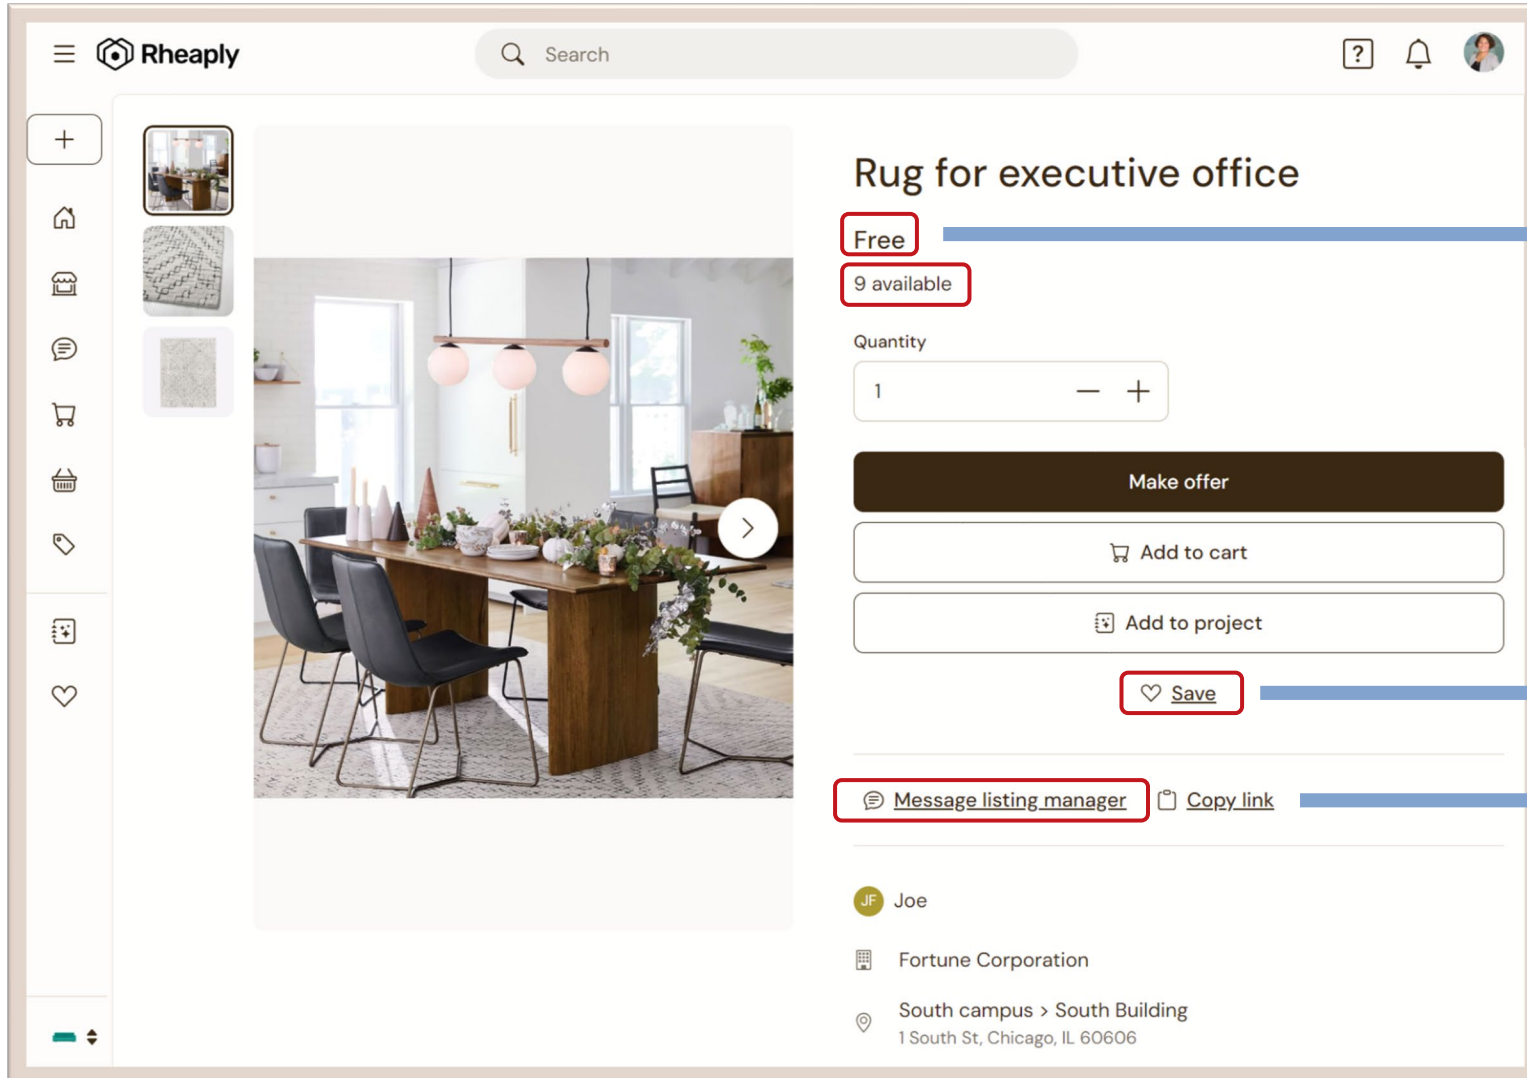 Rheaply
Search
?
Rug for executive office
Free
9 available
Quantity
1
Make offer
Add to cart
Add to project
Save
Message listing manager Copy link
JF Joe
Fortune Corporation
South campus > South Building
1 South St, Chicago, IL 60606